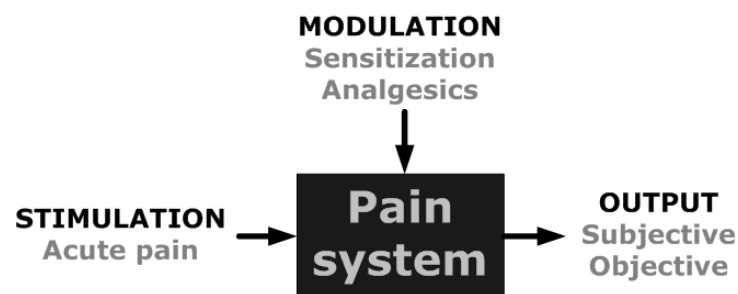 MODULATION
Sensitization
Analgesics
STIMULATION
Acute pain
Pain
system
OUTPUT
Subjective
Objective